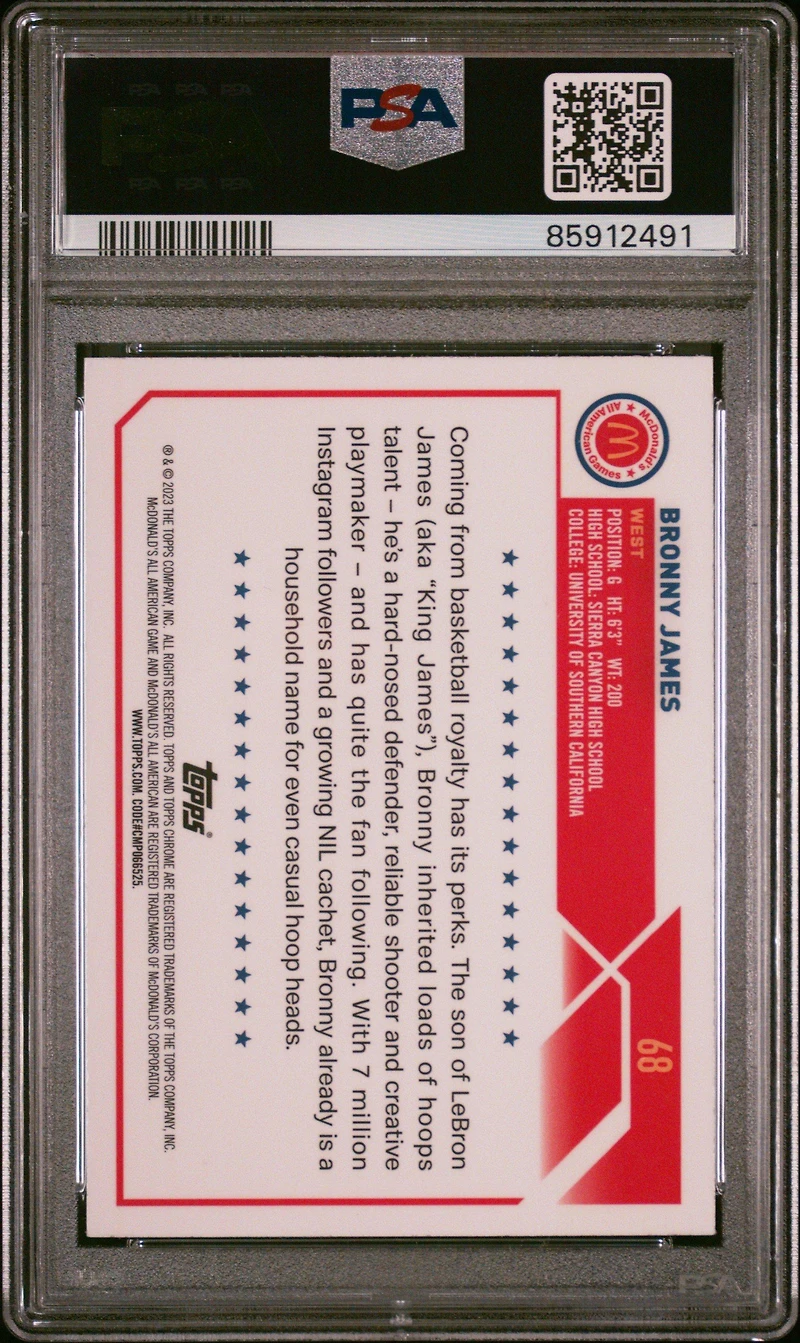 PSA
85912491
McDonald's
All American Games
BRONNY JAMES
68
WEST
POSITION: G HT: 6'3" WT: 200
HIGH SCHOOL: SIERRA CANYON HIGH SCHOOL
COLLEGE: UNIVERSITY OF SOUTHERN CALIFORNIA
Coming from basketball royalty has its perks. The son of LeBron
James (aka “King James”), Bronny inherited loads of hoops
talent – he's a hard-nosed defender, reliable shooter and creative
playmaker – and has quite the fan following. With 7 million
Instagram followers and a growing NIL cachet, Bronny already is a
household name for even casual hoop heads.
topps®
® & © 2023 THE TOPPS COMPANY, INC. ALL RIGHTS RESERVED. TOPPS AND TOPPS CHROME ARE REGISTERED TRADEMARKS OF THE TOPPS COMPANY, INC.
McDONALD'S ALL AMERICAN GAME AND McDONALD'S ALL AMERICAN ARE REGISTERED TRADEMARKS OF McDONALD'S CORPORATION.
WWW.TOPPS.COM. CODE#CMP066525.
PSA